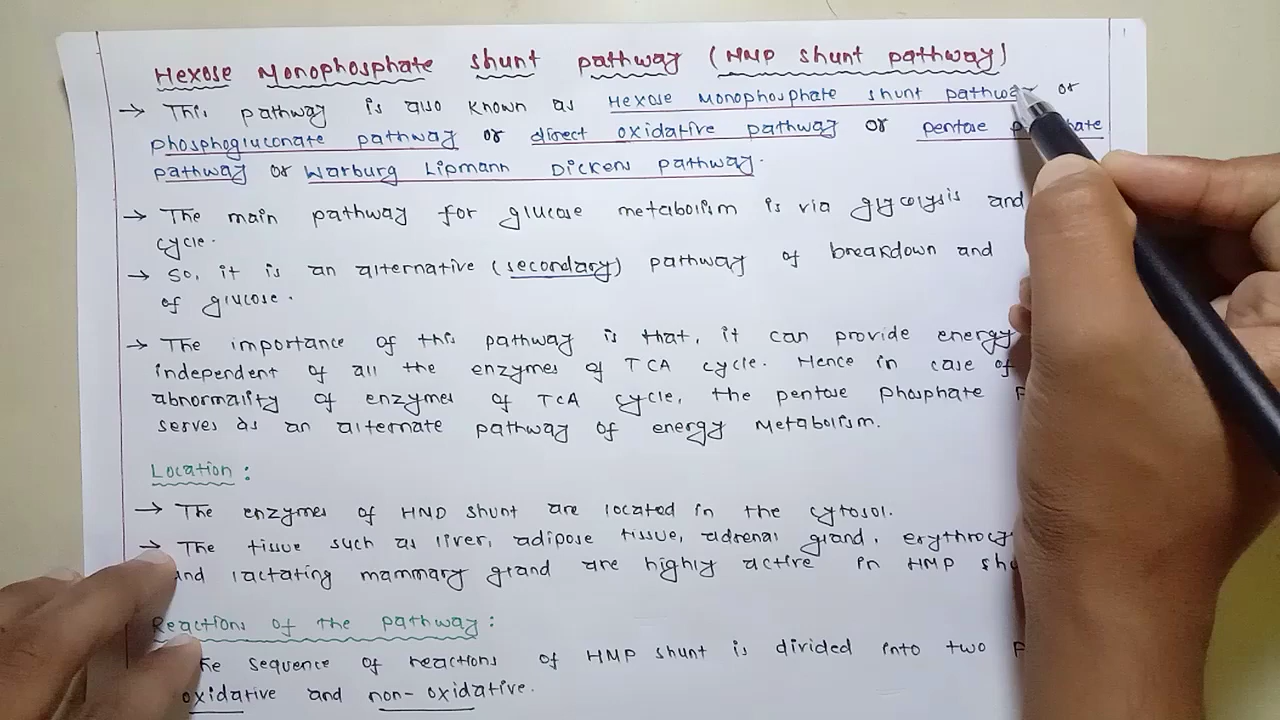 Hexose Monophosphate shunt pathway (HMP shunt pathway)
→ This pathway is also known as Hexose Monophosphate shunt pathway or
phosphogluconate pathway or direct oxidative pathway or pentose
pathway or Warburg Lipmann Dickens pathway.
→ The main pathway for glucose metabolism is via glycolysis and
cycle.
→ So, it is an alternative (secondary) pathway of breakdown and
of glucose.
→ The importance of this pathway is that, it can provide energy
independent of all the enzymes of TCA cycle. Hence in case of
abnormality of enzymes of TCA cycle, the pentose phosphate
serves as an alternate pathway of energy metabolism.
Location :
→ The enzymes of HMP shunt are located in the cytosol.
→ The tissue such as liver, adipose tissue, adrenal gland,
and lactating mammary gland are highly active in HMP
Reactions of the pathway :
The sequence of reactions of HMP shunt is divided into two
oxidative and non-oxidative.